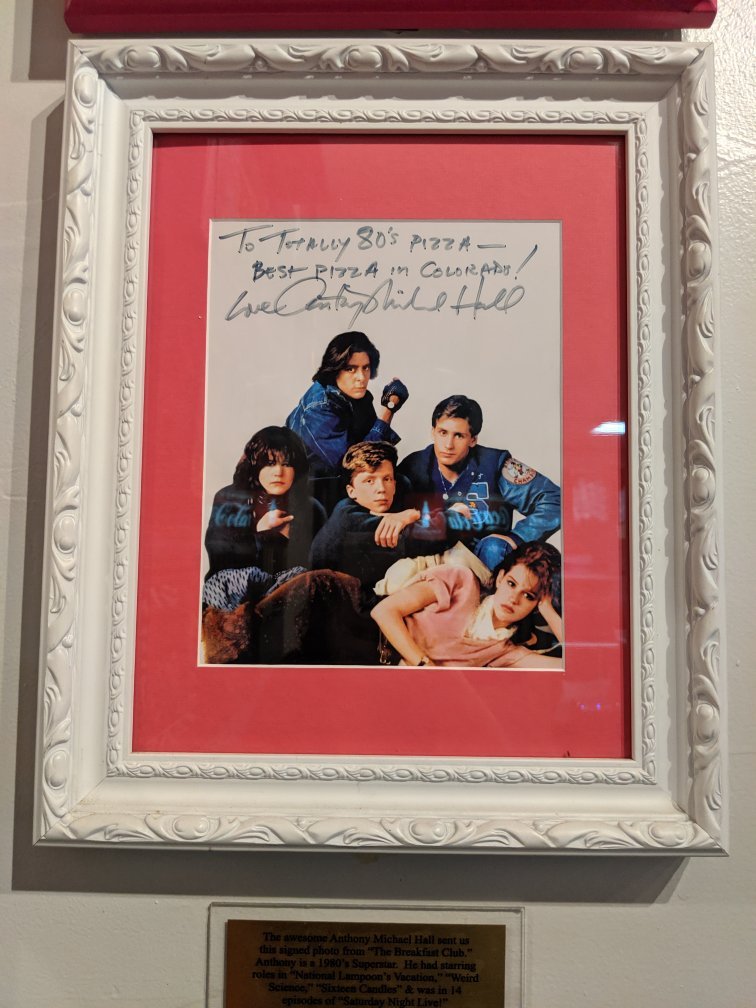 To Totally 80's Pizza —
Best Pizza in Colorado!
Love Anthony Michael Hall
The awesome Anthony Michael Hall sent us
this signed photo from "The Breakfast Club."
Anthony is a 1980's Superstar. He had starring
roles in "National Lampoon's Vacation," "Weird
Science," "Sixteen Candles" & was in 14
episodes of "Saturday Night Live!"